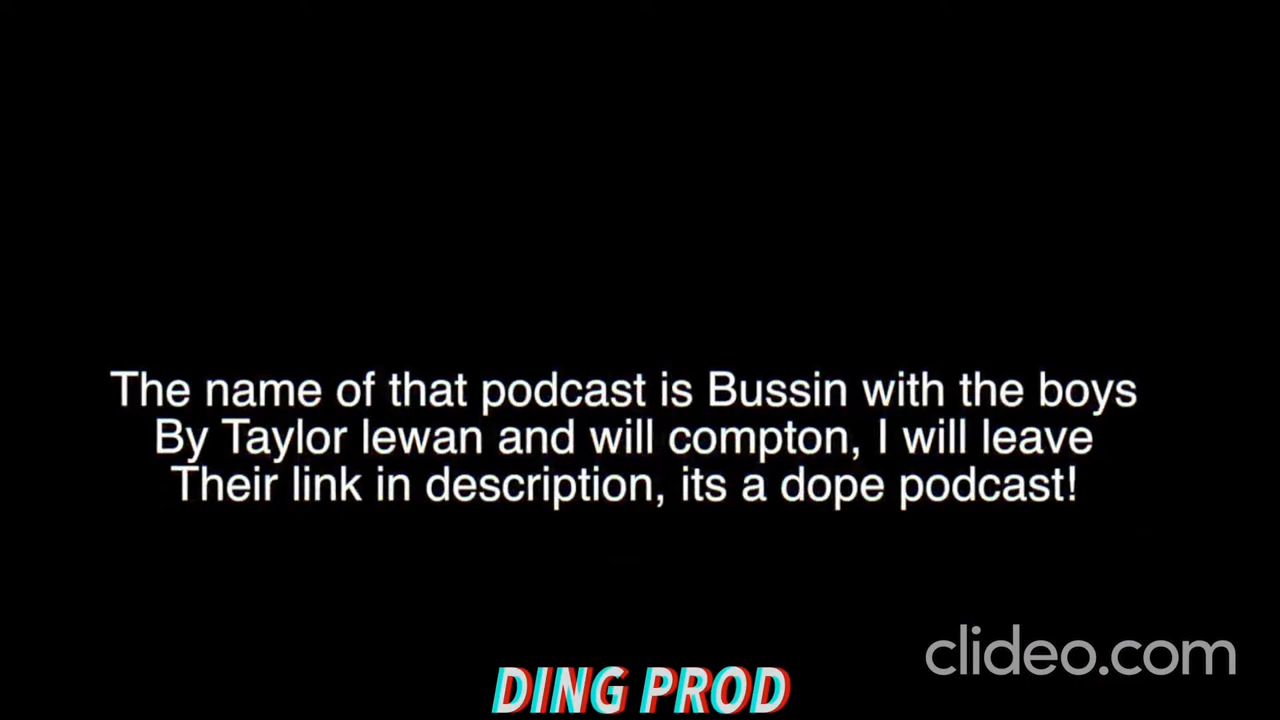 The name of that podcast is Bussin with the boys
By Taylor lewan and will compton, I will leave
Their link in description, its a dope podcast!
clideo.com
DING PROD